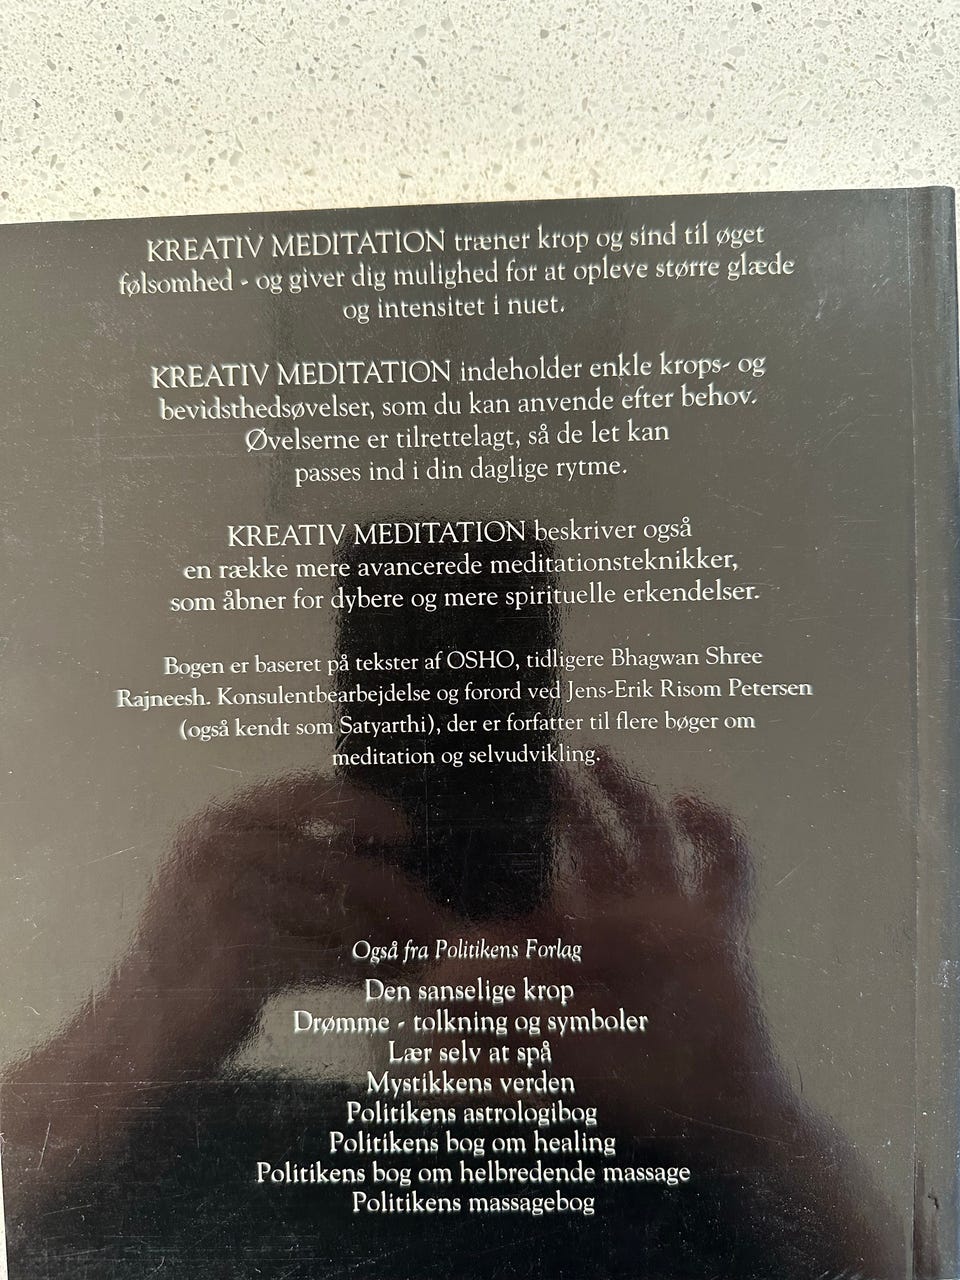 KREATIV MEDITATION træner krop og sind til øget
følsomhed - og giver dig mulighed for at opleve større glæde
og intensitet i nuet.
KREATIV MEDITATION indeholder enkle krops- og
bevidsthedsøvelser, som du kan anvende efter behov.
Øvelserne er tilrettelagt, så de let kan
passes ind i din daglige rytme.
KREATIV MEDITATION beskriver også
en række mere avancerede meditationsteknikker,
som åbner for dybere og mere spirituelle erkendelser.
Bogen er baseret på tekster af OSHO, tidligere Bhagwan Shree
Rajneesh. Konsulentbearbejdelse og forord ved Jens-Erik Risom Petersen
(også kendt som Satyarthi), der er forfatter til flere bøger om
meditation og selvudvikling.
Også fra Politikens Forlag
Den sanselige krop
Drømme - tolkning og symboler
Lær selv at spå
Mystikkens verden
Politikens astrologibog
Politikens bog om healing
Politikens bog om helbredende massage
Politikens massagebog